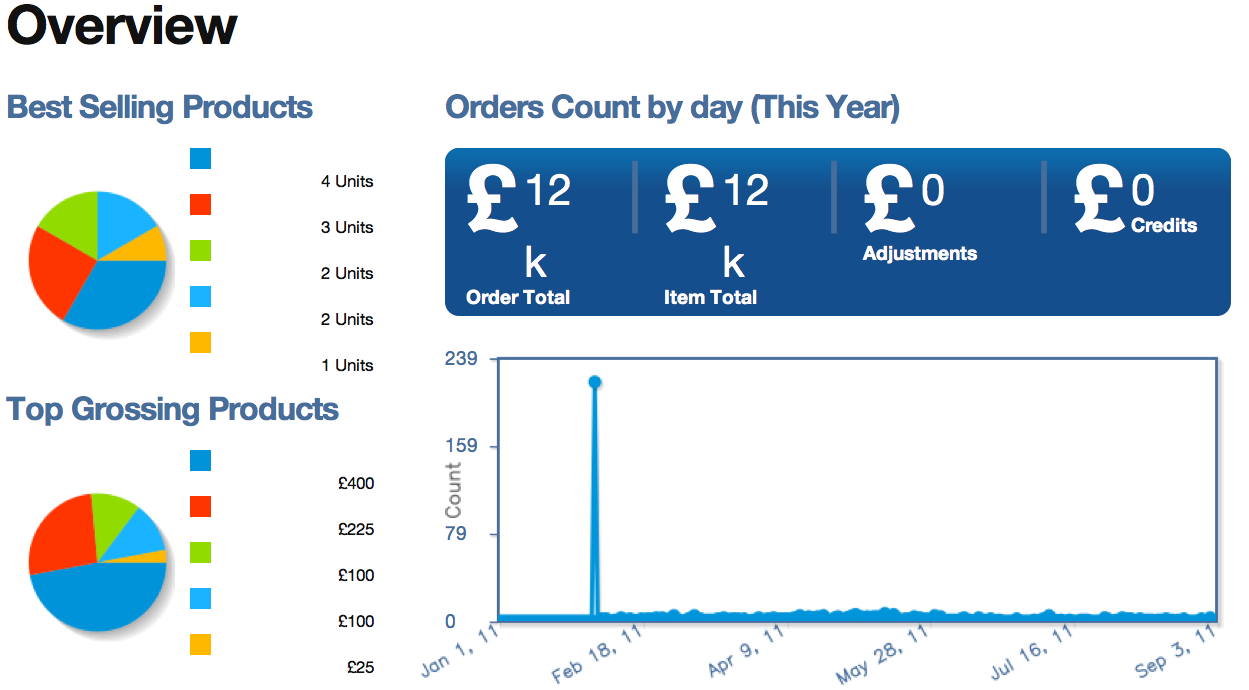 Overview
Best Selling Products
4 Units
3 Units
2 Units
2 Units
1 Units
Top Grossing Products
£400
£225
£100
£100
£25
Orders Count by day (This Year)
£ 12 k
Order Total
£ 12 k
Item Total
£ 0
Adjustments
£ 0
Credits
239
159
79
0
Count
Jan 1, 11
Feb 18, 11
Apr 9, 11
May 28, 11
Jul 16, 11
Sep 3, 11